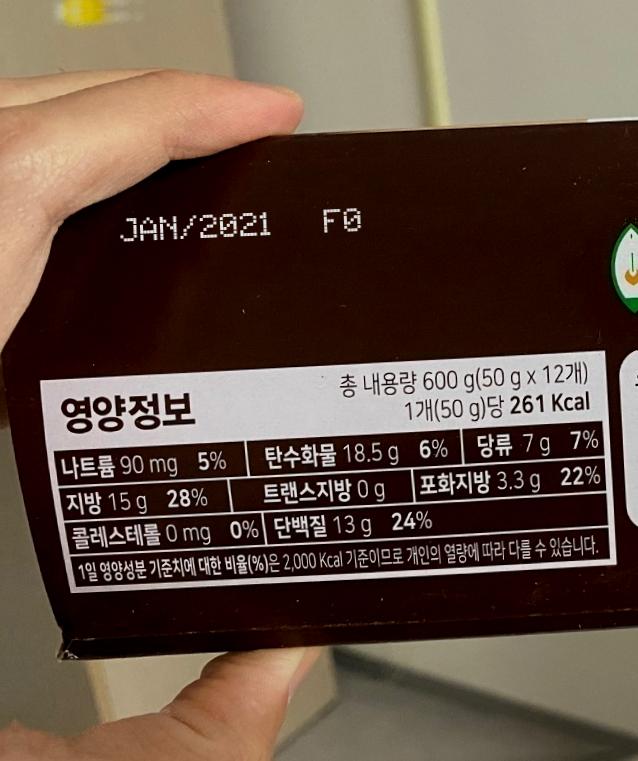 JAN/2021 F0
영양정보
총 내용량 600 g(50 g x 12개)
1개(50 g)당 261 Kcal
나트륨 90 mg 5% 탄수화물 18.5 g 6% 당류 7 g 7%
지방 15 g 28% 트랜스지방 0 g 포화지방 3.3 g 22%
콜레스테롤 0 mg 0% 단백질 13 g 24%
1일 영양성분 기준치에 대한 비율(%)은 2,000 Kcal 기준이므로 개인의 열량에 따라 다를 수 있습니다.